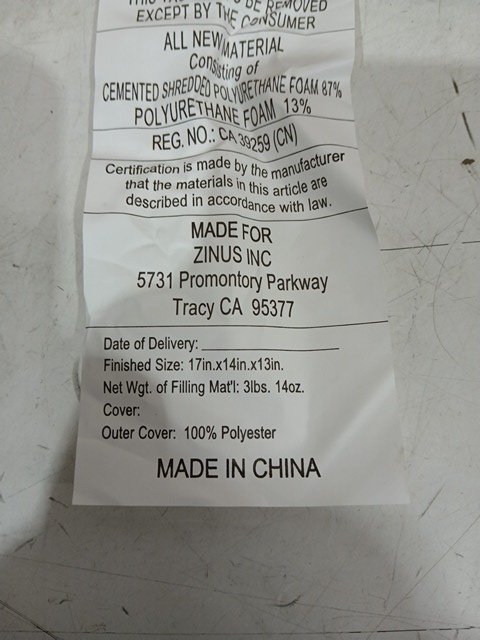 BE REMOVED
EXCEPT BY THE CONSUMER
ALL NEW MATERIAL
Consisting of
CEMENTED SHREDDED POLYURETHANE FOAM 87%
POLYURETHANE FOAM 13%
REG. NO.: CA 39259 (CN)
Certification is made by the manufacturer
that the materials in this article are
described in accordance with law.
MADE FOR
ZINUS INC
5731 Promontory Parkway
Tracy CA 95377
Date of Delivery:
Finished Size: 17in.x14in.x13in.
Net Wgt. of Filling Mat'l: 3lbs. 14oz.
Cover:
Outer Cover: 100% Polyester
MADE IN CHINA